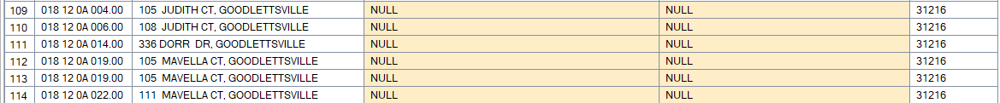 109 018 12 0A 004.00 105  JUDITH CT, GOODLETTSVILLE NULL NULL 31216
110 018 12 0A 006.00 108  JUDITH CT, GOODLETTSVILLE NULL NULL 31216
111 018 12 0A 014.00 336 DORR  DR, GOODLETTSVILLE NULL NULL 31216
112 018 12 0A 019.00 105  MAVELLA CT, GOODLETTSVILLE NULL NULL 31216
113 018 12 0A 019.00 105  MAVELLA CT, GOODLETTSVILLE NULL NULL 31216
114 018 12 0A 022.00 111  MAVELLA CT, GOODLETTSVILLE NULL NULL 31216